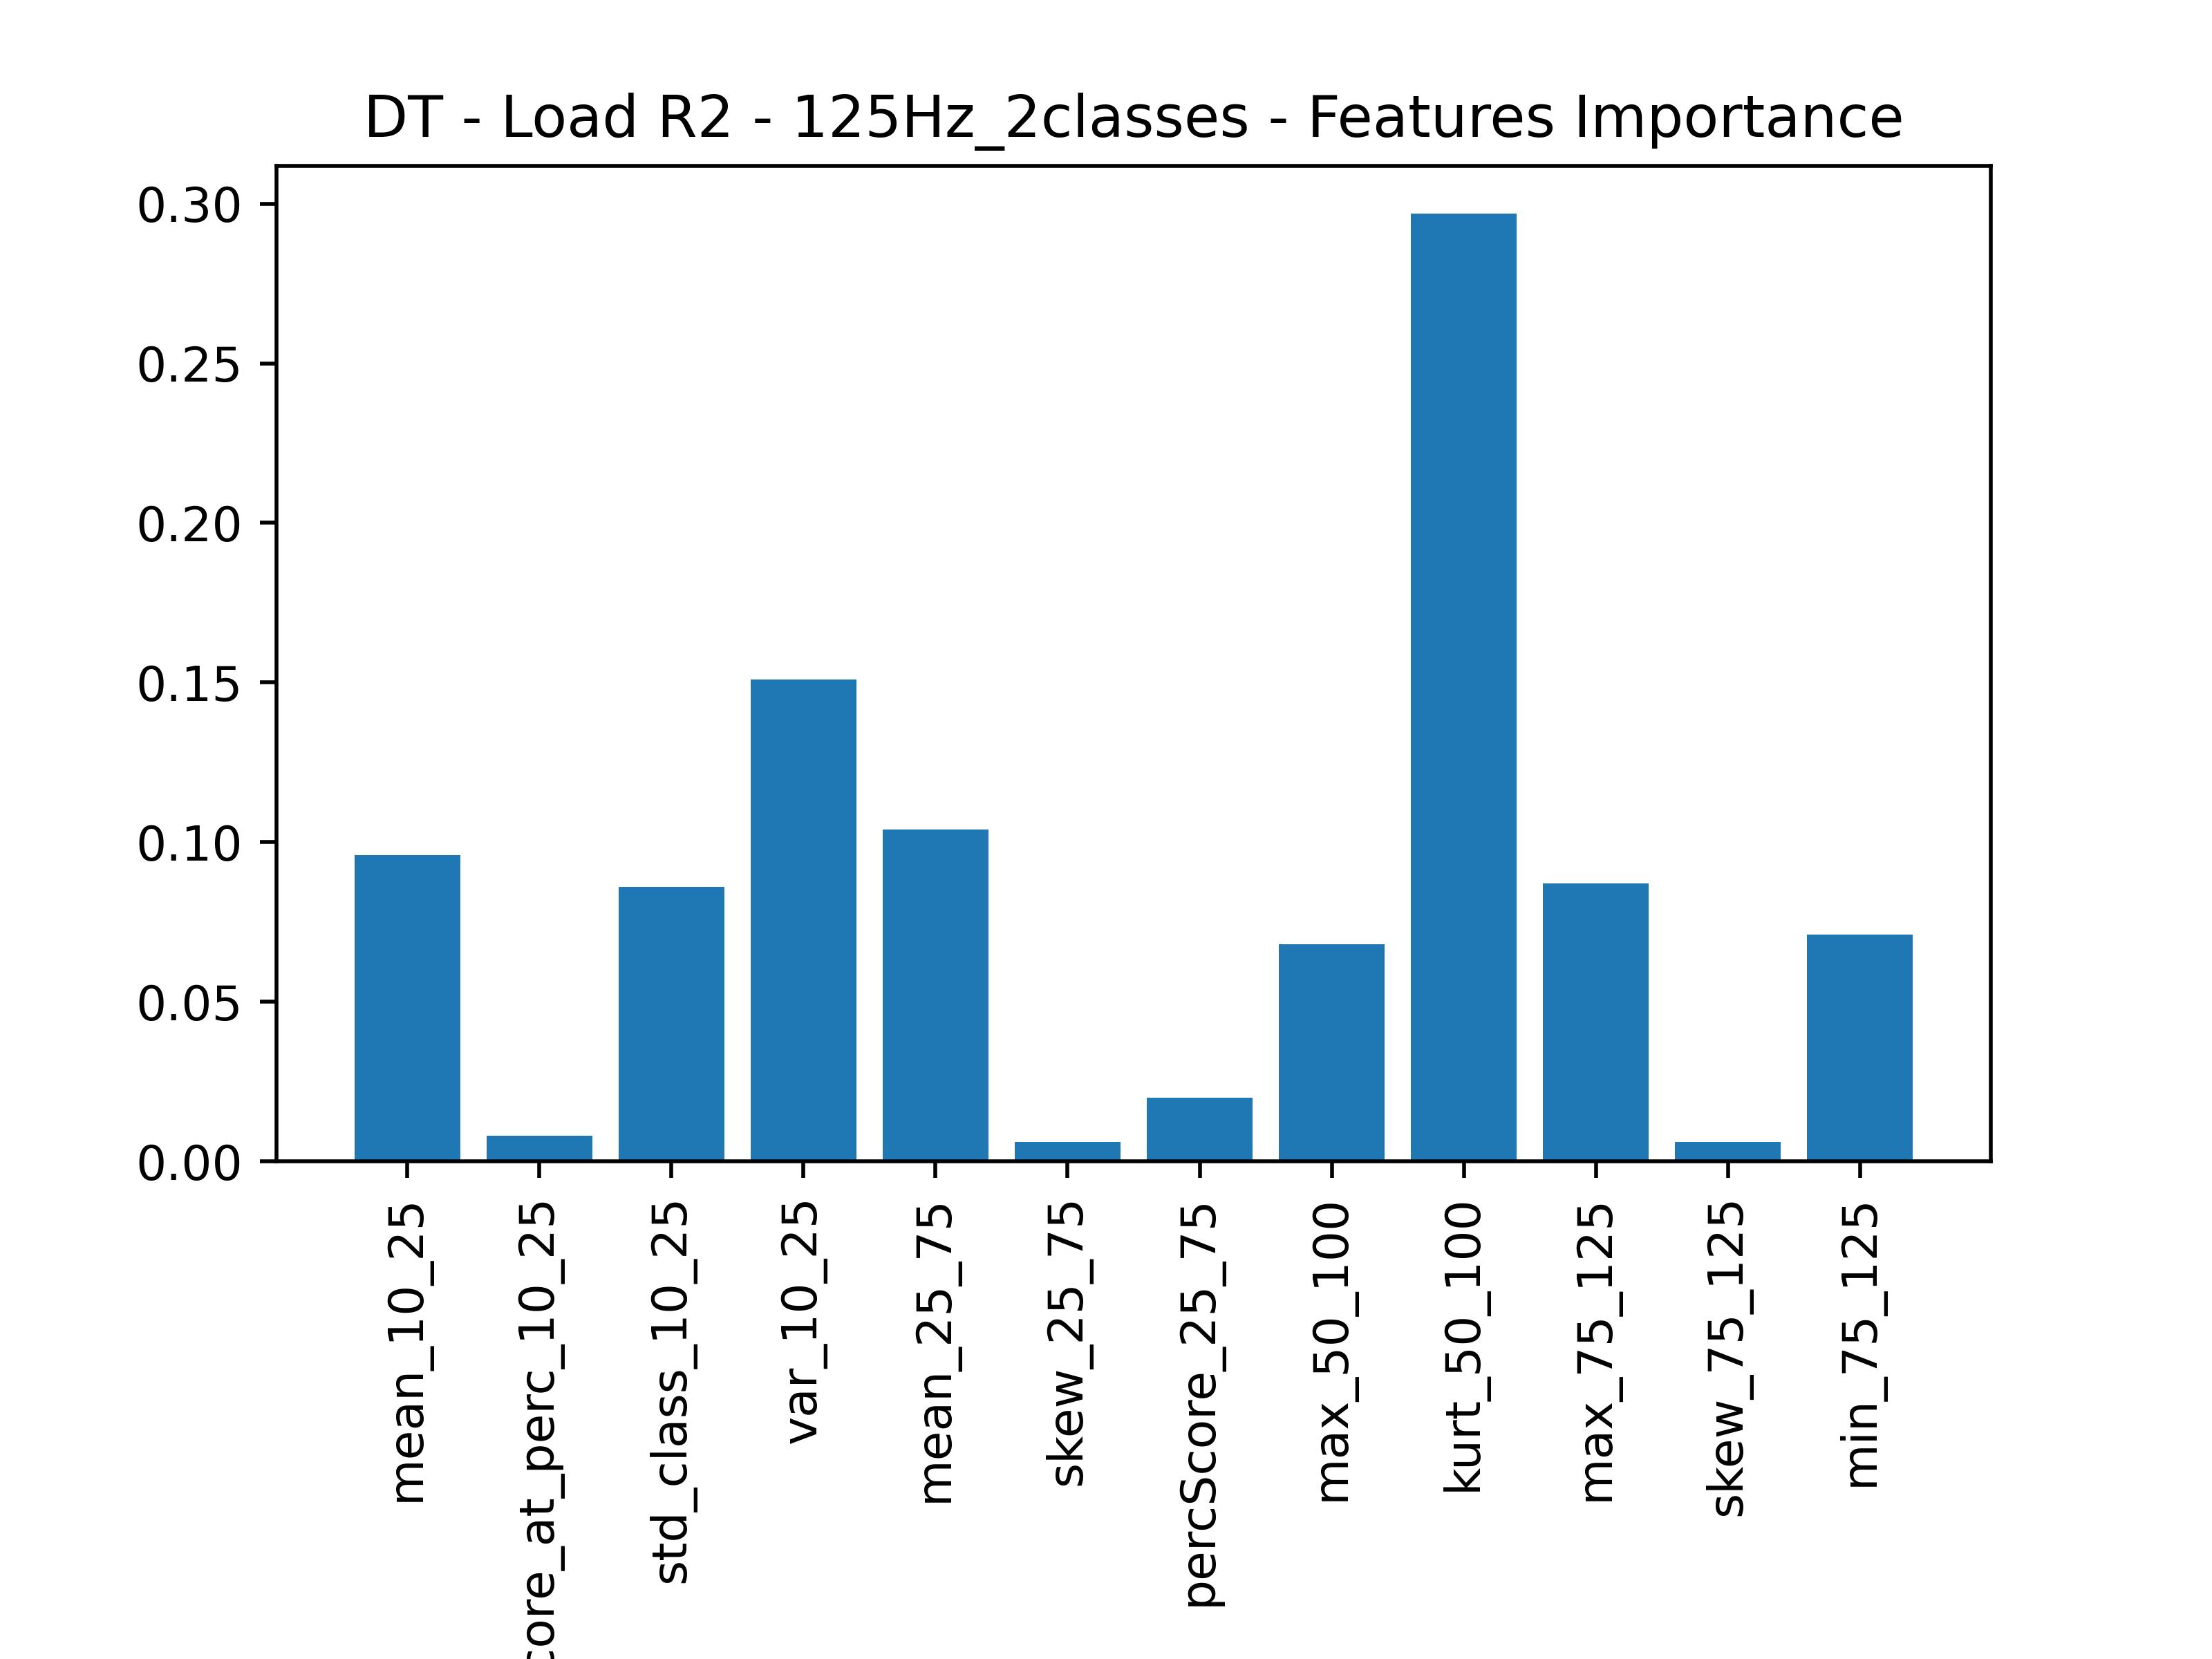 DT - Load R2 - 125Hz_2classes - Features Importance
0.30
0.25
0.20
0.15
0.10
0.05
0.00
mean_10_25
core_at_perc_10_25
std_class_10_25
var_10_25
mean_25_75
skew_25_75
percScore_25_75
max_50_100
kurt_50_100
max_75_125
skew_75_125
min_75_125